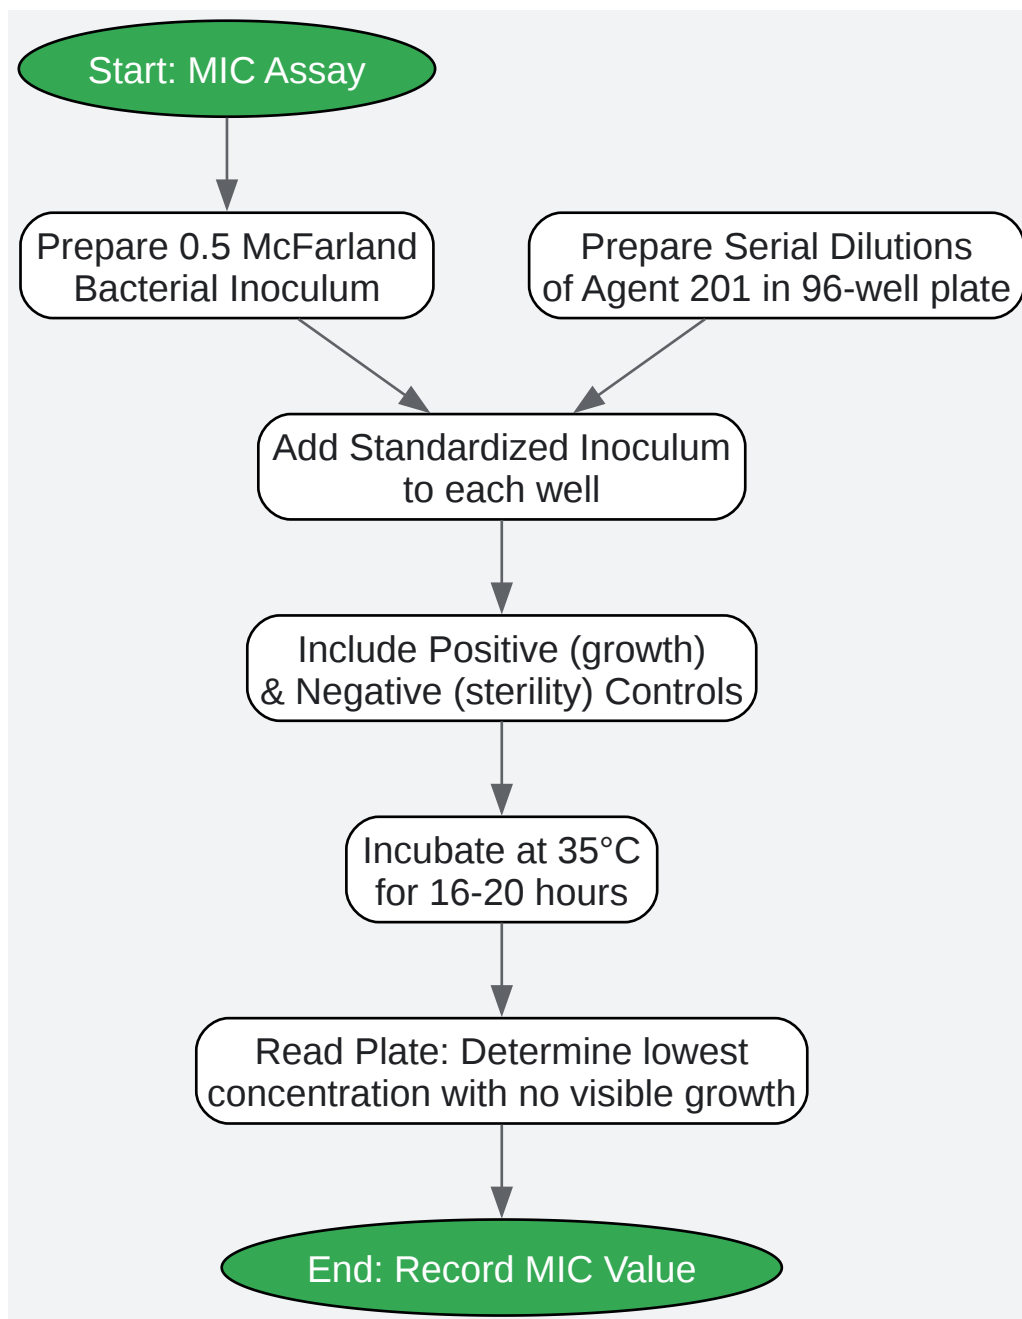 Start: MIC Assay
Prepare 0.5 McFarland
Bacterial Inoculum
Prepare Serial Dilutions
of Agent 201 in 96-well plate
Add Standardized Inoculum
to each well
Include Positive (growth)
& Negative (sterility) Controls
Incubate at 35°C
for 16-20 hours
Read Plate: Determine lowest
concentration with no visible growth
End: Record MIC Value